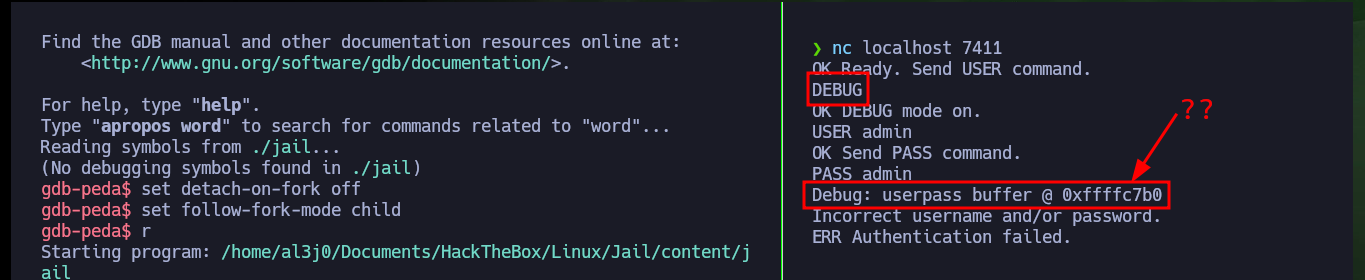 Find the GDB manual and other documentation resources online at:
<http://www.gnu.org/software/gdb/documentation/>.
For help, type "help".
Type "apropos word" to search for commands related to "word"...
Reading symbols from ./jail...
(No debugging symbols found in ./jail)
gdb-peda$ set detach-on-fork off
gdb-peda$ set follow-fork-mode child
gdb-peda$ r
Starting program: /home/al3j0/Documents/HackTheBox/Linux/Jail/content/j
ail
❯ nc localhost 7411
OK Ready. Send USER command.
DEBUG
OK DEBUG mode on.
USER admin
OK Send PASS command.
PASS admin
Debug: userpass buffer @ 0xffffc7b0
Incorrect username and/or password.
ERR Authentication failed.
??